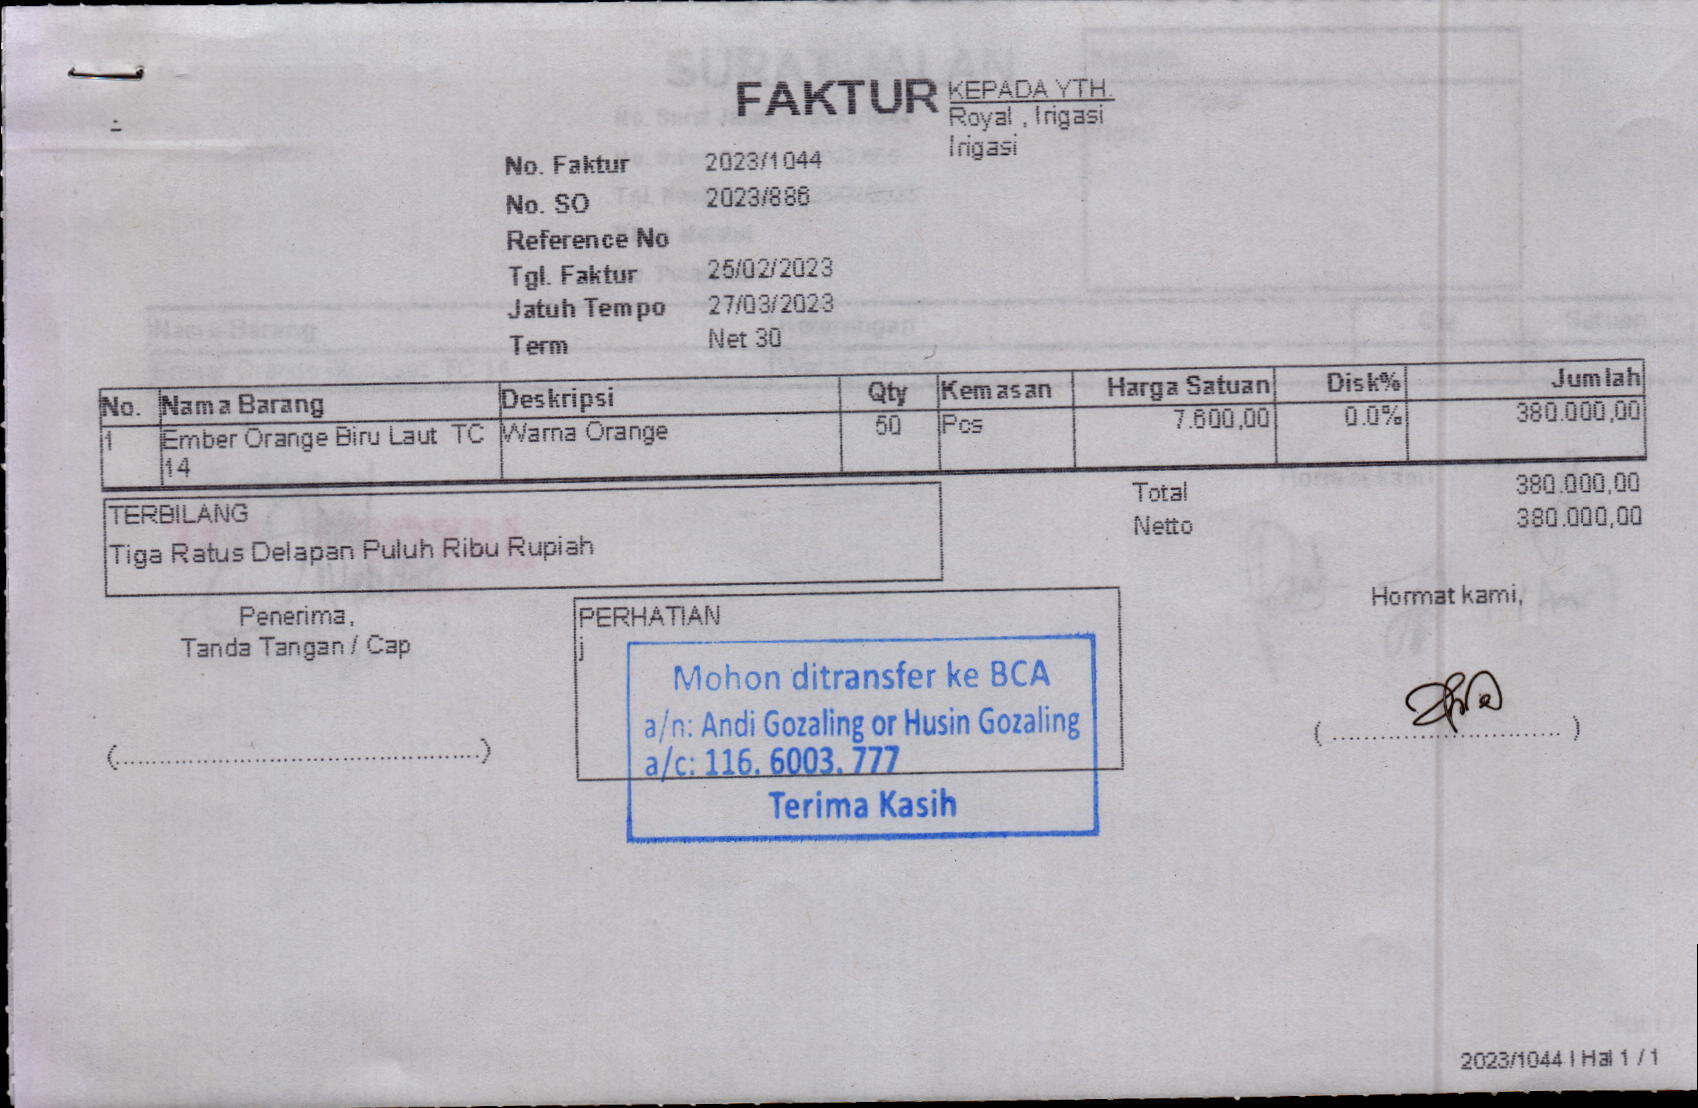 FAKTUR
KEPADA YTH.
Royal , Irigasi
Irigasi
No. Faktur 2023/1044
No. SO 2023/886
Reference No
Tgl. Faktur 25/02/2023
Jatuh Tempo 27/03/2023
Term Net 30
No. Nama Barang Deskripsi Qty Kemasan Harga Satuan Disk% Jumlah
1 Ember Orange Biru Laut TC 14 Warna Orange 50 Pcs 7.600,00 0.0% 380.000,00
Total 380.000,00
Netto 380.000,00
TERBILANG
Tiga Ratus Delapan Puluh Ribu Rupiah
Penerima,
Tanda Tangan / Cap
(................................................)
PERHATIAN
j
Mohon ditransfer ke BCA
a/n: Andi Gozaling or Husin Gozaling
a/c: 116. 6003. 777
Terima Kasih
Hormat kami,
( .............................. )
2023/1044 | Hal 1 / 1